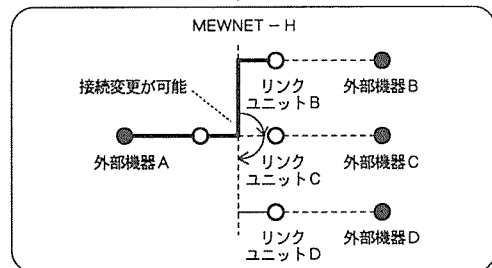 MEWNET－H
接続変更が可能
リンク
ユニットB
外部機器B
外部機器A
リンク
ユニットC
外部機器C
リンク
ユニットD
外部機器D